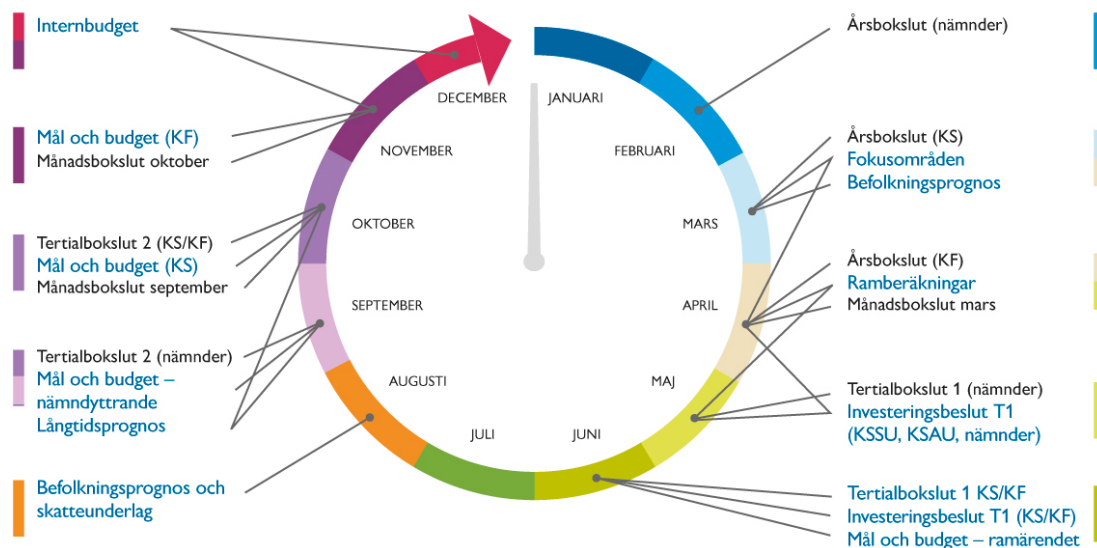 Internbudget
Mål och budget (KF)
Månadsbokslut oktober
Tertialbokslut 2 (KS/KF)
Mål och budget (KS)
Månadsbokslut september
Tertialbokslut 2 (nämnder)
Mål och budget –
nämndyttrande
Långtidsprognos
Befolkningsprognos och
skatteunderlag
DECEMBER
JANUARI
NOVEMBER
FEBRUARI
OKTOBER
MARS
SEPTEMBER
APRIL
AUGUSTI
MAJ
JULI
JUNI
Årsbokslut (nämnder)
Årsbokslut (KS)
Fokusområden
Befolkningsprognos
Årsbokslut (KF)
Ramberäkningar
Månadsbokslut mars
Tertialbokslut 1 (nämnder)
Investeringsbeslut T1
(KSSU, KSAU, nämnder)
Tertialbokslut 1 KS/KF
Investeringsbeslut T1 (KS/KF)
Mål och budget – ramärendet